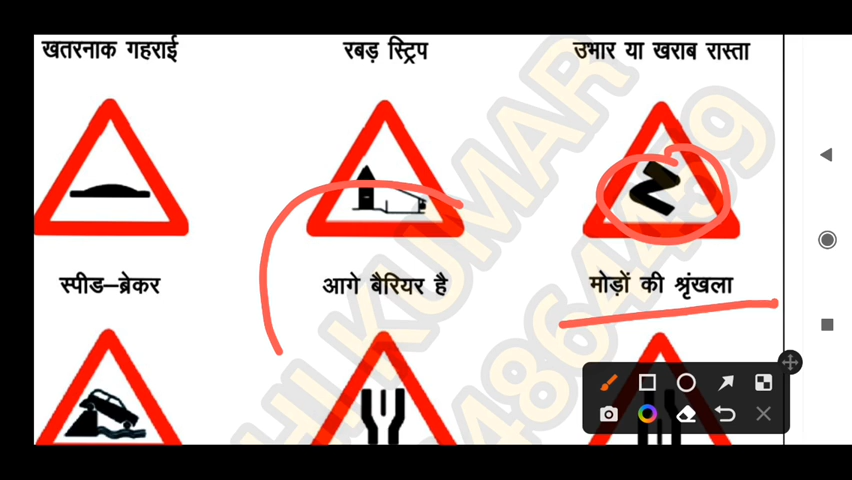 खतरनाक गहराई
रबड़ स्ट्रिप
उभार या खराब रास्ता
स्पीड-ब्रेकर
आगे बैरियर है
मोड़ों की श्रृंखला